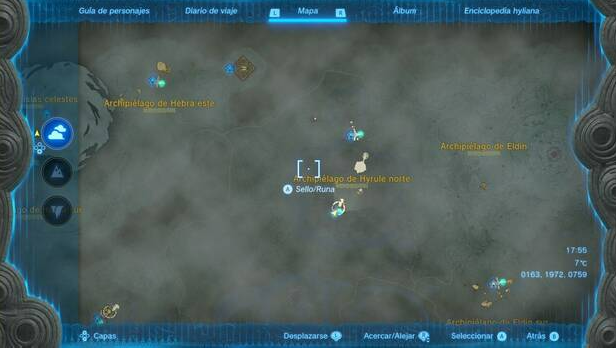 Guía de personajes Diario de viaje L Mapa R Álbum Enciclopedia hyliana
Archipiélago de Hebra este
Archipiélago de Eldin
Archipiélago de Hyrule norte
A Sello/Runa
17:55
7°C
0163, 1972, 0759
Capas Desplazarse L Acercar/Alejar R Seleccionar A Atrás B